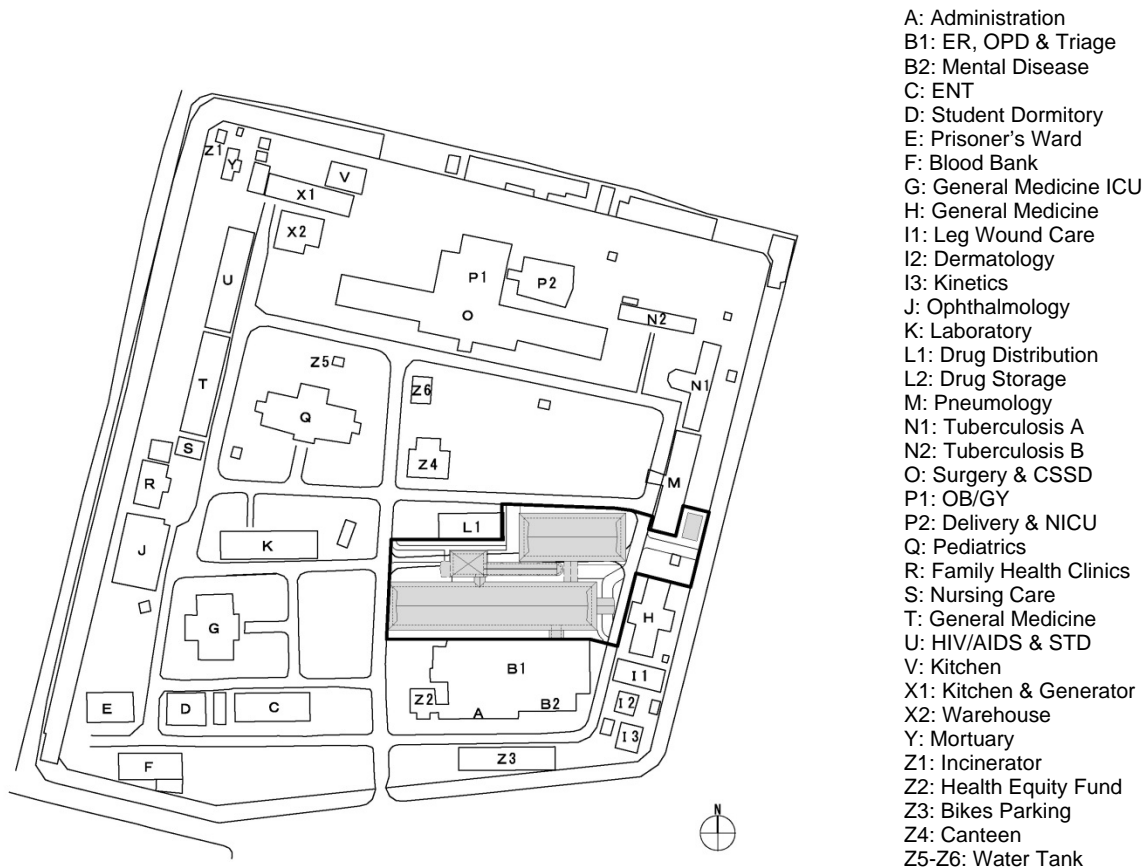 A: Administration
B1: ER, OPD & Triage
B2: Mental Disease
C: ENT
D: Student Dormitory
E: Prisoner's Ward
F: Blood Bank
G: General Medicine ICU
H: General Medicine
I1: Leg Wound Care
I2: Dermatology
I3: Kinetics
J: Ophthalmology
K: Laboratory
L1: Drug Distribution
L2: Drug Storage
M: Pneumology
N1: Tuberculosis A
N2: Tuberculosis B
O: Surgery & CSSD
P1: OB/GY
P2: Delivery & NICU
Q: Pediatrics
R: Family Health Clinics
S: Nursing Care
T: General Medicine
U: HIV/AIDS & STD
V: Kitchen
X1: Kitchen & Generator
X2: Warehouse
Y: Mortuary
Z1: Incinerator
Z2: Health Equity Fund
Z3: Bikes Parking
Z4: Canteen
Z5-Z6: Water Tank
Z1
Y
V
X1
X2
U
P1
P2
O
N2
N1
Z5
Z6
T
Q
S
Z4
R
M
L1
K
J
G
H
B1
I1
Z2
A
B2
I2
E
D
C
I3
Z3
F
N